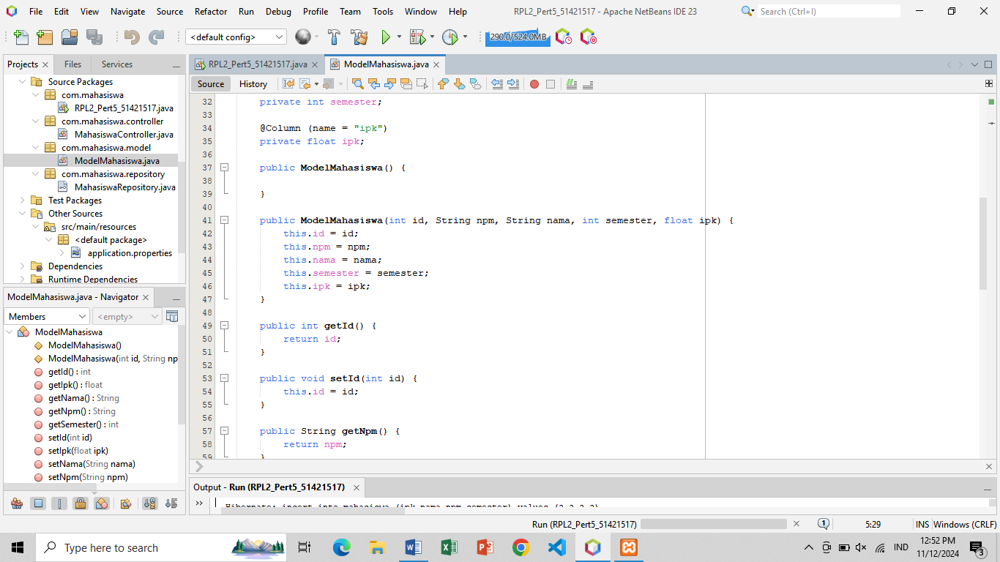 File Edit View Navigate Source Refactor Run Debug Profile Team Tools Window Help
RPL2_Pert5_51421517 - Apache NetBeans IDE 23
Search (Ctrl+I)
<default config>
290.0/524.0MB
Projects
Files
Services
Source Packages
com.mahasiswa
RPL2_Pert5_51421517.java
com.mahasiswa.controller
MahasiswaController.java
com.mahasiswa.model
ModelMahasiswa.java
com.mahasiswa.repository
MahasiswaRepository.java
Test Packages
Other Sources
src/main/resources
<default package>
application.properties
Dependencies
Runtime Dependencies
ModelMahasiswa.java - Navigator
Members
<empty>
ModelMahasiswa
ModelMahasiswa()
ModelMahasiswa(int id, String np
getId() : int
getIpk() : float
getNama() : String
getNpm() : String
getSemester() : int
setId(int id)
setIpk(float ipk)
setNama(String nama)
setNpm(String npm)
RPL2_Pert5_51421517.java
ModelMahasiswa.java
Source
History
32 private int semester;
33
34 @Column (name = "ipk")
35 private float ipk;
36
37 public ModelMahasiswa() {
38
39 }
40
41 public ModelMahasiswa(int id, String npm, String nama, int semester, float ipk) {
42 this.id = id;
43 this.npm = npm;
44 this.nama = nama;
45 this.semester = semester;
46 this.ipk = ipk;
47 }
48
49 public int getId() {
50 return id;
51 }
52
53 public void setId(int id) {
54 this.id = id;
55 }
56
57 public String getNpm() {
58 return npm;
59 }
Output - Run (RPL2_Pert5_51421517)
Hibernate: insert into mahasiswa (ipk,nama,npm,semester) values (?,?,?,?)
Run (RPL2_Pert5_51421517)
1
5:29
INS
Windows (CRLF)
Type here to search
IND
12:52 PM
11/12/2024
3